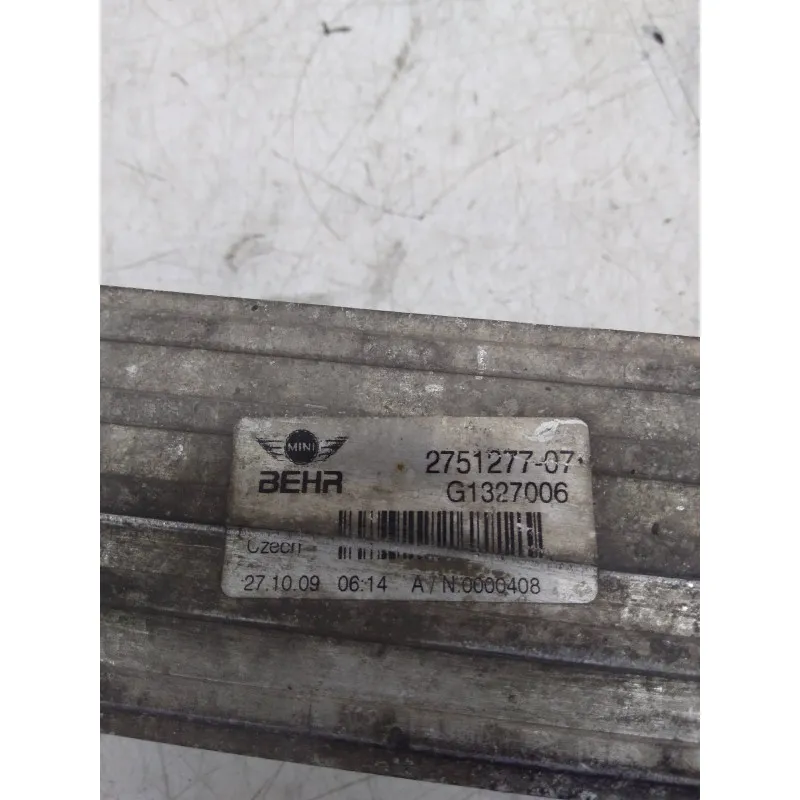 MINI
BEHR
2751277-07
G1327006
Czech
27.10.09 06:14 A / N:0000408